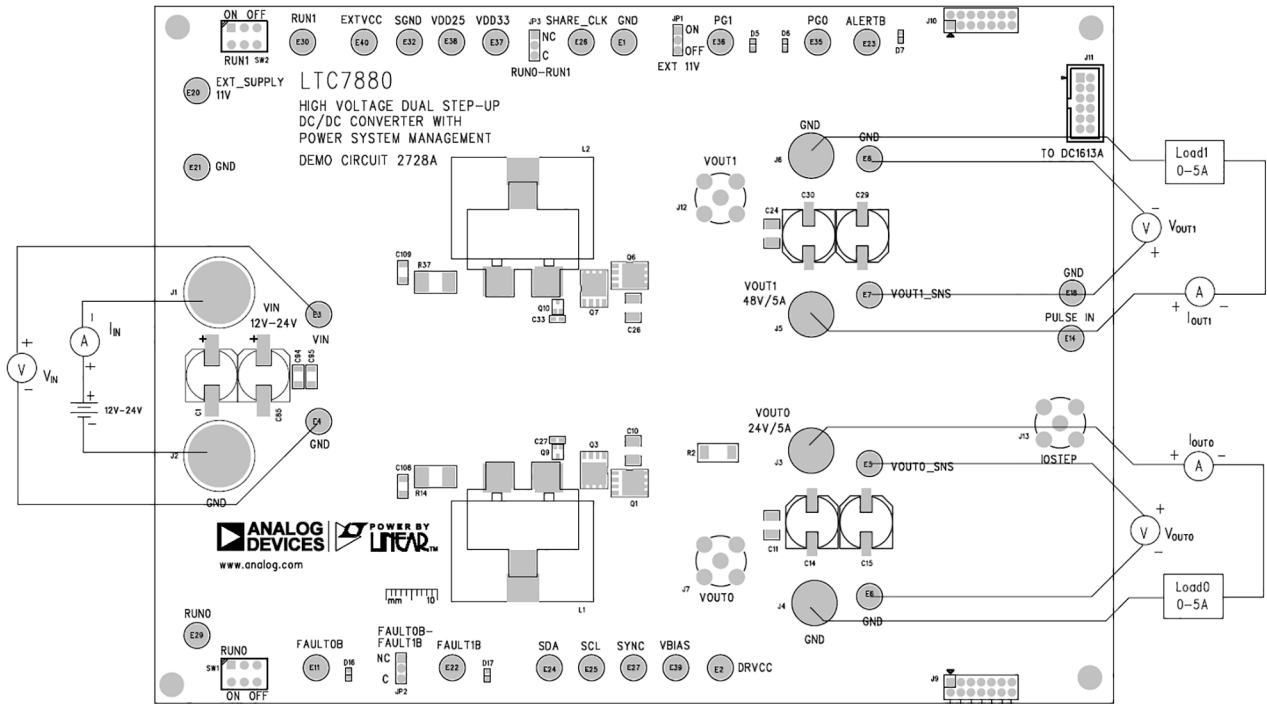 ON OFF
RUN1 SW2
RUN1
E30
EXTVCC
E40
SGND
E32
VDD25
E38
VDD33
E37
JP3
NC
C
RUN0-RUN1
SHARE_CLK
E26
GND
E1
JP1
ON
OFF
EXT 11V
PG1
E36
D5
D6
PG0
E35
ALERTB
E23
D7
J10
J11
TO DC1613A
E20
EXT_SUPPLY
11V
E21
GND
LTC7880
HIGH VOLTAGE DUAL STEP-UP
DC/DC CONVERTER WITH
POWER SYSTEM MANAGEMENT
DEMO CIRCUIT 2728A
L2
VOUT1
J12
GND
J6
GND
E8
C30
C29
C24
Load1
0-5A
−
V
VOUT1
+
C109
R37
Q6
Q10
C33
Q7
C26
VOUT1
48V/5A
J5
E7
VOUT1_SNS
GND
E18
PULSE IN
E14
A
+ −
IOUT1
J1
VIN
12V-24V
E3
VIN
IIN
A
+
−
+
V
−
VIN
+
−
12V-24V
+ +
C94
C95
C1
C85
E4
GND
J2
GND
C27
Q9
Q3
C10
C108
R14
Q1
R2
VOUT0
24V/5A
J3
E5
VOUT0_SNS
J13
IOSTEP
IOUT0
+ −
A
+
V
−
VOUT0
C11
C14
C15
Load0
0-5A
J7
VOUT0
J4
GND
E6
GND
L1
ANALOG
DEVICES
POWER BY
LINEAR™
www.analog.com
mm 10
RUN0
E29
RUN0
SW1
ON OFF
FAULT0B
E11
D16
FAULT0B-
FAULT1B
NC
C
JP2
FAULT1B
E22
D17
SDA
E24
SCL
E25
SYNC
E27
VBIAS
E39
E2
DRVCC
J9